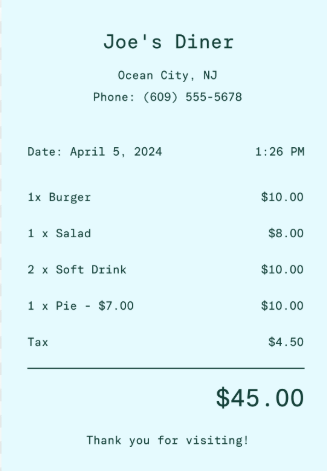 Joe's Diner
Ocean City, NJ
Phone: (609) 555-5678
Date: April 5, 2024 1:26 PM
1x Burger $10.00
1 x Salad $8.00
2 x Soft Drink $10.00
1 x Pie - $7.00 $10.00
Tax $4.50
$45.00
Thank you for visiting!